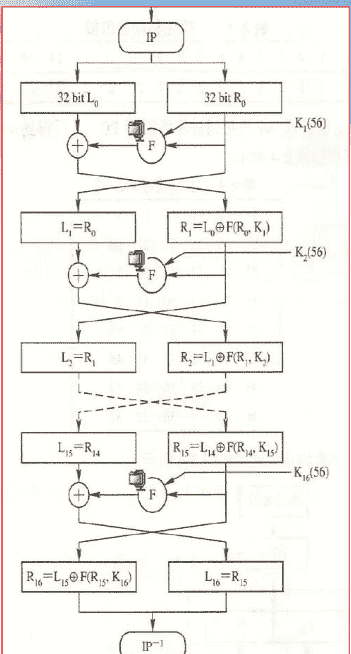 IP
32 bit L₀ 32 bit R₀
K₁(56)
+ F
L₁=R₀ R₁=L₀⊕F(R₀, K₁)
K₂(56)
+ F
L₂=R₁ R₂=L₁⊕F(R₁, K₂)
L₁₅=R₁₄ R₁₅=L₁₄⊕F(R₁₄, K₁₅)
K₁₆(56)
+ F
R₁₆=L₁₅⊕F(R₁₅, K₁₆) L₁₆=R₁₅
IP⁻¹